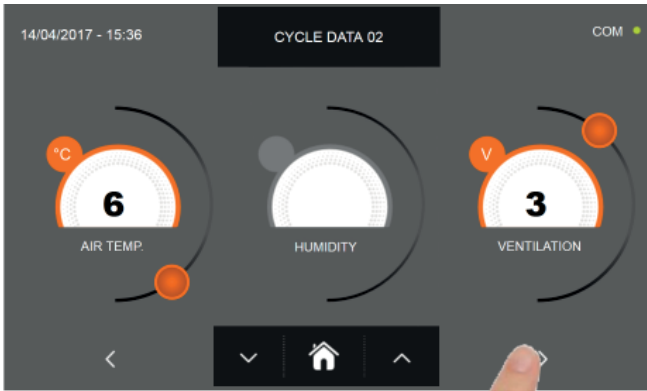 14/04/2017 - 15:36
CYCLE DATA 02
COM
°C
V
6
3
AIR TEMP.
HUMIDITY
VENTILATION